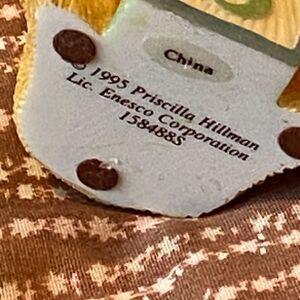 China
© 1995 Priscilla Hillman
Lic. Enesco Corporation
158488S